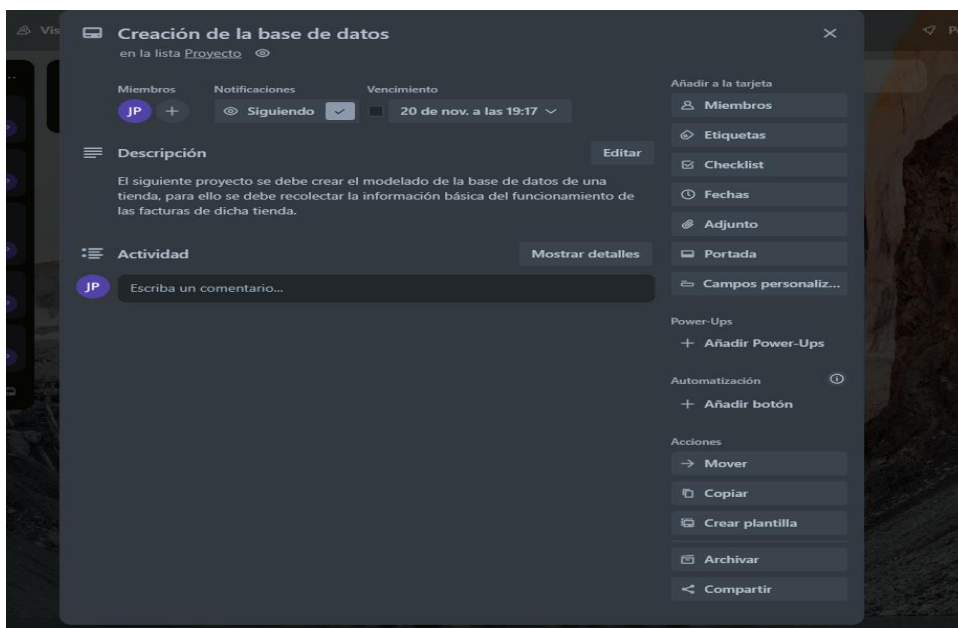 Vis
Creación de la base de datos
en la lista Proyecto
Miembros
Notificaciones
Vencimiento
JP
Siguiendo
20 de nov. a las 19:17
Descripción
Editar
El siguiente proyecto se debe crear el modelado de la base de datos de una
tienda, para ello se debe recolectar la información básica del funcionamiento de
las facturas de dicha tienda.
Actividad
Mostrar detalles
JP
Escriba un comentario...
Añadir a la tarjeta
Miembros
Etiquetas
Checklist
Fechas
Adjunto
Portada
Campos personaliz...
Power-Ups
+ Añadir Power-Ups
Automatización
+ Añadir botón
Acciones
Mover
Copiar
Crear plantilla
Archivar
Compartir